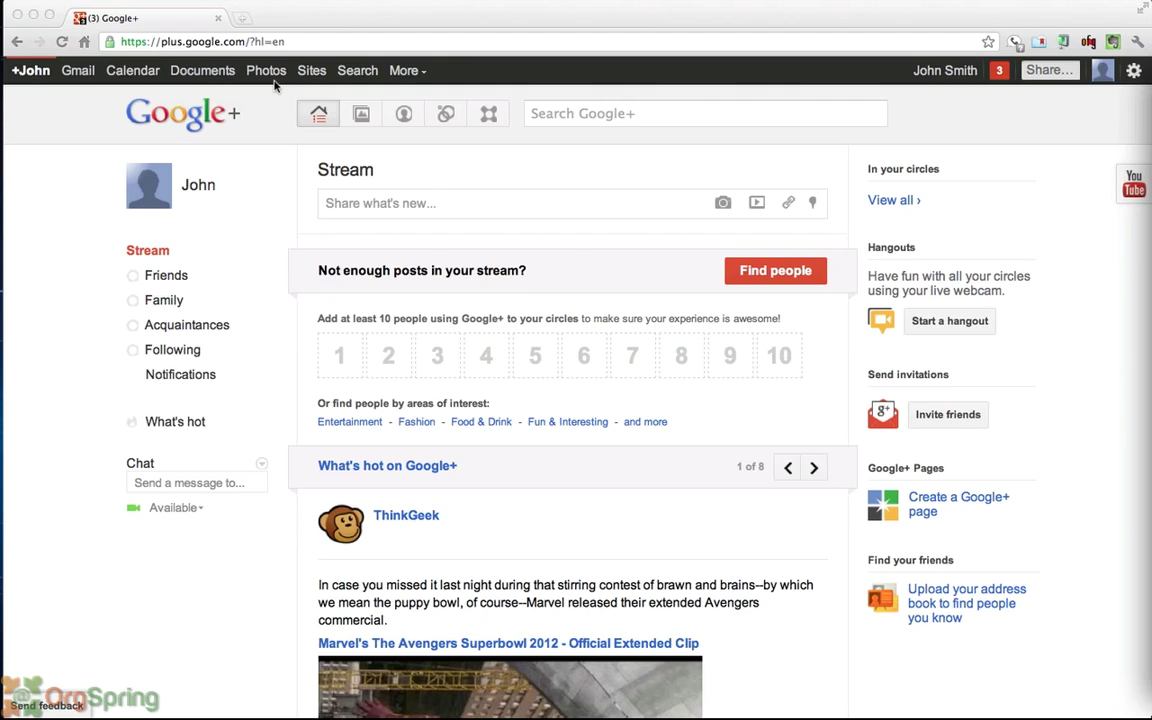 (3) Google+
https://plus.google.com/?hl=en
+John Gmail Calendar Documents Photos Sites Search More John Smith 3 Share...
Google+
Search Google+
John
Stream
Friends
Family
Acquaintances
Following
Notifications
What's hot
Chat
Send a message to...
Available
Stream
Share what's new...
Not enough posts in your stream?
Find people
Add at least 10 people using Google+ to your circles to make sure your experience is awesome!
1 2 3 4 5 6 7 8 9 10
Or find people by areas of interest:
Entertainment - Fashion - Food & Drink - Fun & Interesting - and more
What's hot on Google+
1 of 8
ThinkGeek
In case you missed it last night during that stirring contest of brawn and brains--by which
we mean the puppy bowl, of course--Marvel released their extended Avengers
commercial.
Marvel's The Avengers Superbowl 2012 - Official Extended Clip
In your circles
View all ›
Hangouts
Have fun with all your circles
using your live webcam.
Start a hangout
Send invitations
g+
Invite friends
Google+ Pages
Create a Google+
page
Find your friends
Upload your address
book to find people
you know
You
Tube
OrgSpring
Send feedback